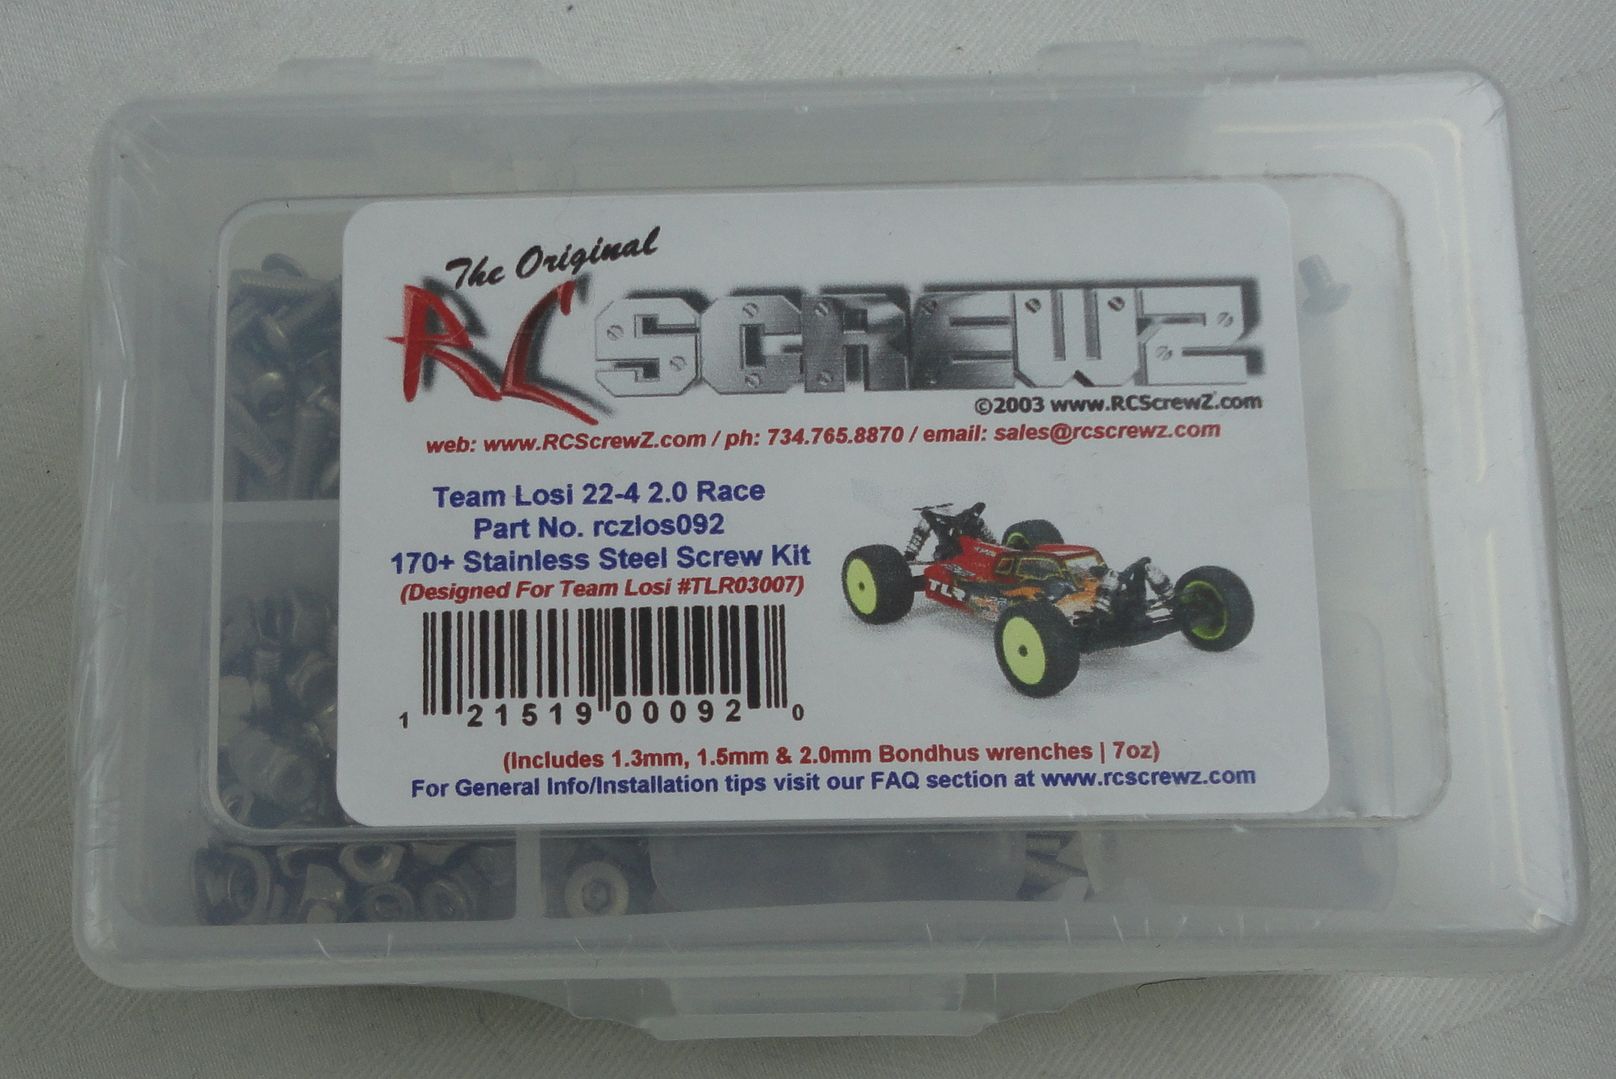 The Original
RC SCREWZ
©2003 www.RCScrewZ.com
web: www.RCScrewZ.com / ph: 734.765.8870 / email: sales@rcscrewz.com
Team Losi 22-4 2.0 Race
Part No. rczlos092
170+ Stainless Steel Screw Kit
(Designed For Team Losi #TLR03007)
TLR
1 21519 00092 0
(Includes 1.3mm, 1.5mm & 2.0mm Bondhus wrenches | 7oz)
For General Info/Installation tips visit our FAQ section at www.rcscrewz.com